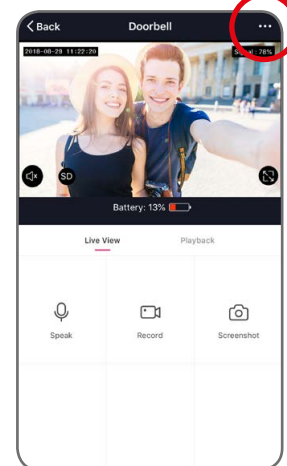 Back Doorbell ...
2018-08-29 11:22:20 Signal :78%
SD
Battery: 13%
Live View Playback
Speak Record Screenshot